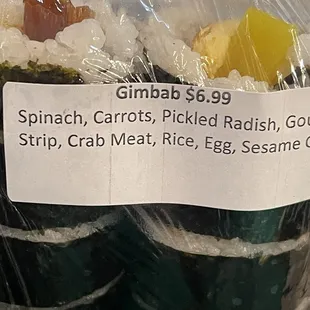 Gimbab $6.99
Spinach, Carrots, Pickled Radish,
Strip, Crab Meat, Rice, Egg, Sesame